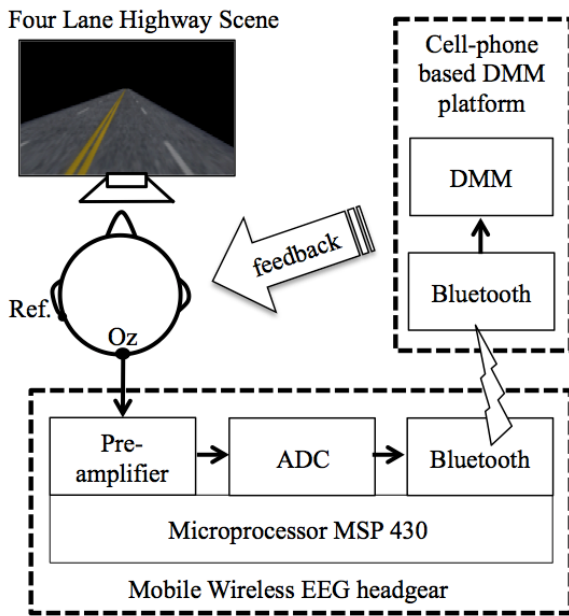 Four Lane Highway Scene
Cell-phone
based DMM
platform
DMM
feedback
Bluetooth
Ref.
Oz
Pre-
amplifier
ADC
Bluetooth
Microprocessor MSP 430
Mobile Wireless EEG headgear